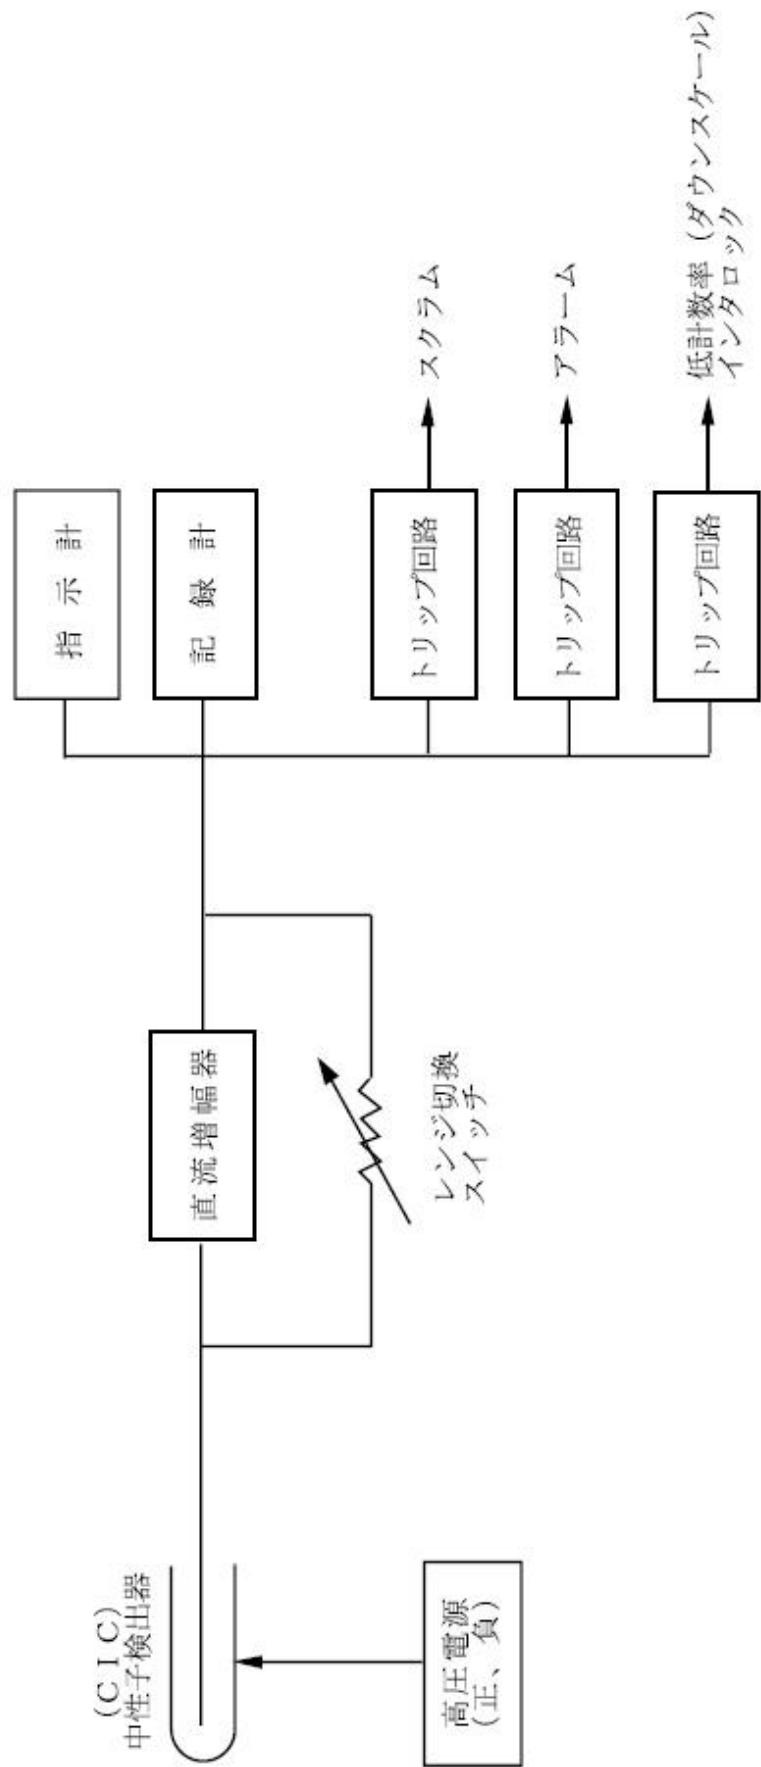 (CIC)
中性子検出器
高圧電源
(正、負)
直流増幅器
レンジ切換
スイッチ
指示計
記録計
トリップ回路
スクラム
トリップ回路
アラーム
トリップ回路
低計数率(ダウンスケール)
インタロック